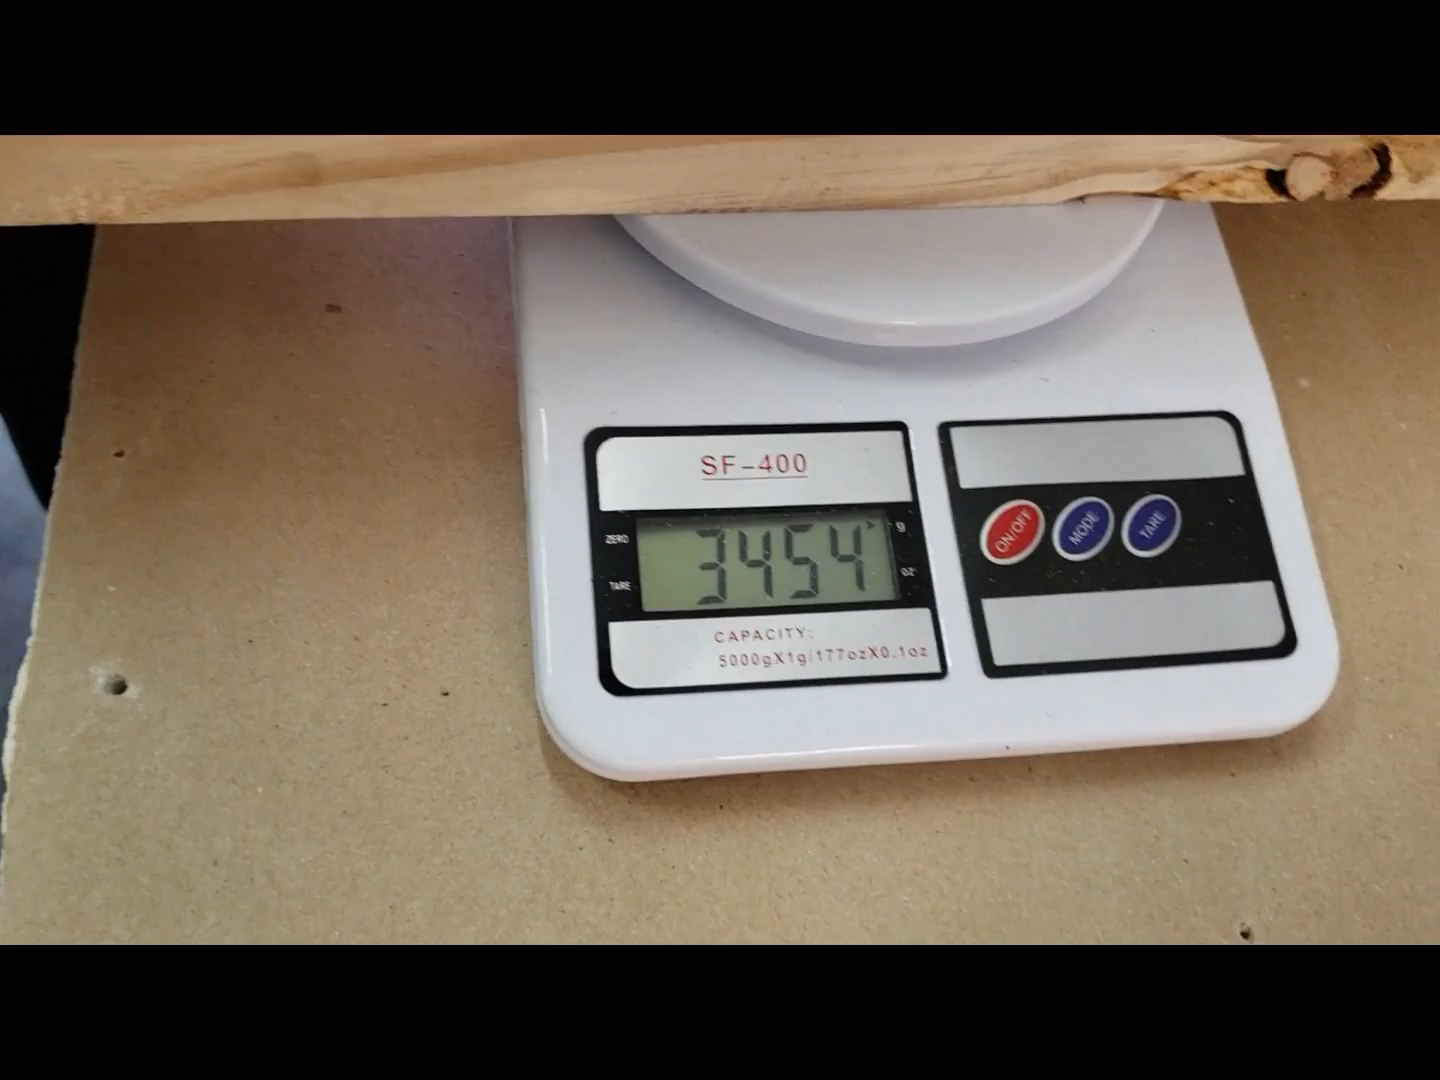 SF-400
ZERO
TARE
3454
g
oz
CAPACITY:
5000gX1g/177ozX0.1oz
ON/OFF
MODE
TARE